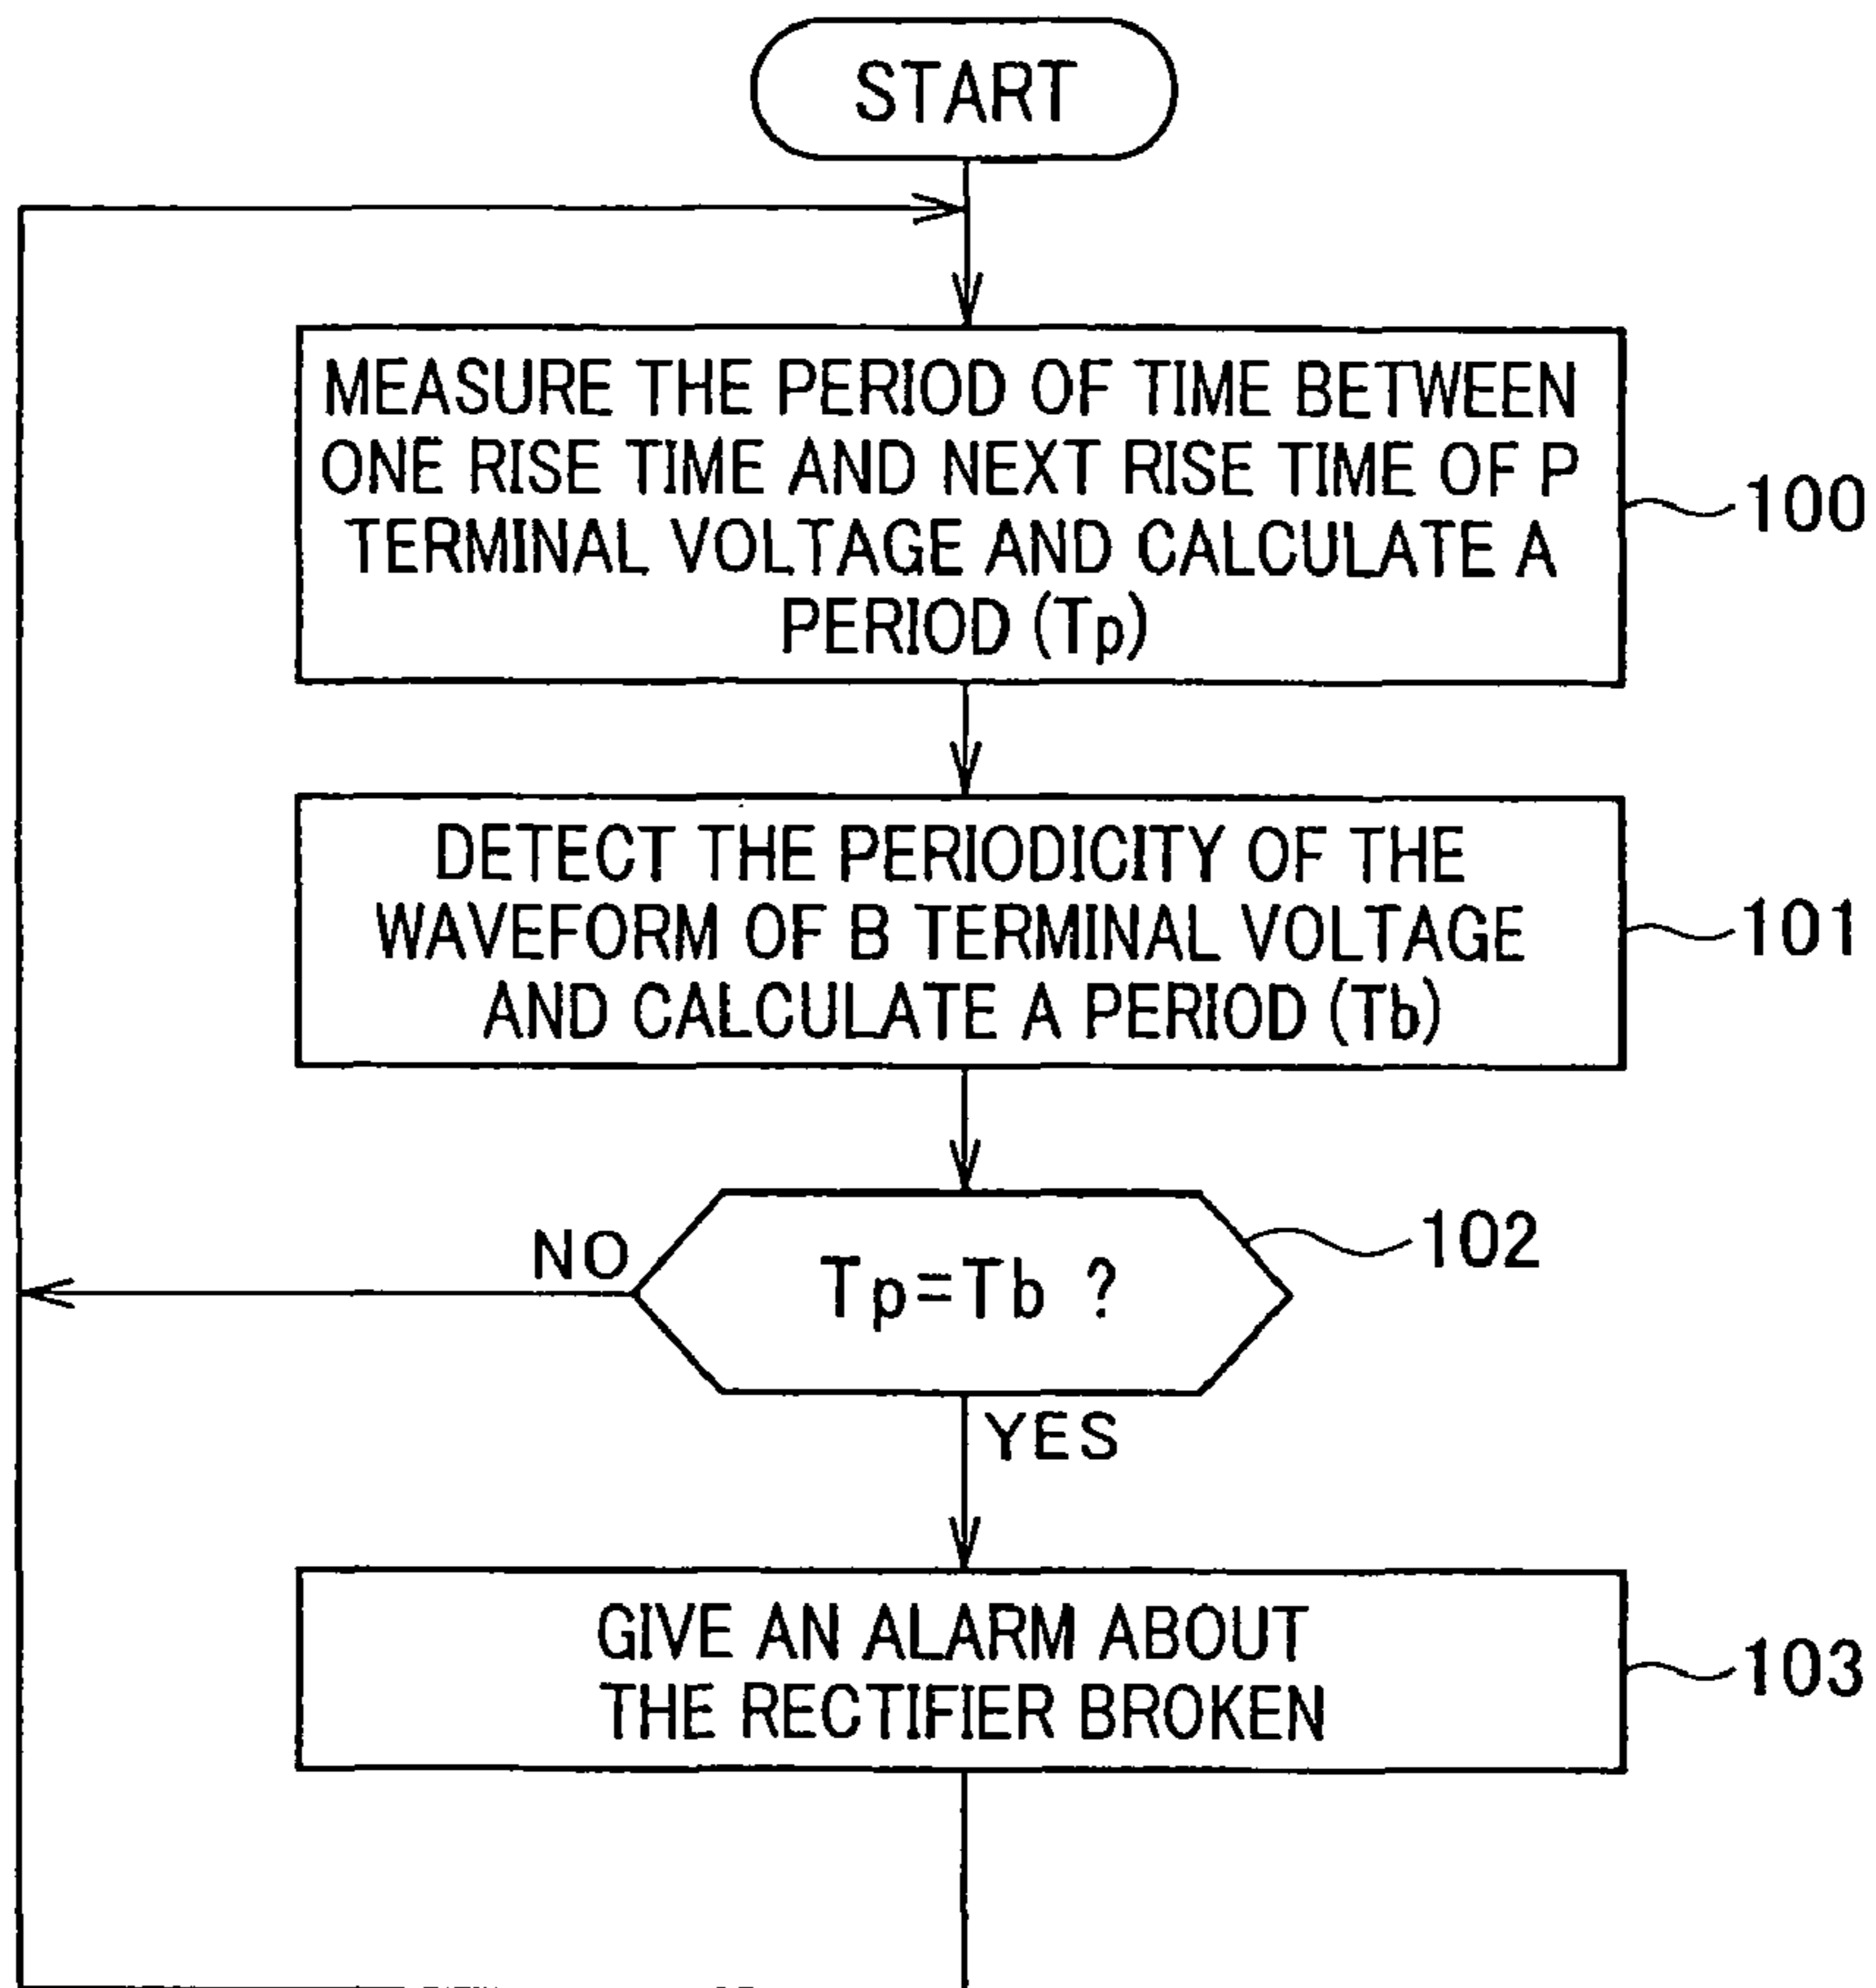 START
MEASURE THE PERIOD OF TIME BETWEEN
ONE RISE TIME AND NEXT RISE TIME OF P
TERMINAL VOLTAGE AND CALCULATE A
PERIOD (Tp)
100
DETECT THE PERIODICITY OF THE
WAVEFORM OF B TERMINAL VOLTAGE
AND CALCULATE A PERIOD (Tb)
101
NO
Tp=Tb ?
102
YES
GIVE AN ALARM ABOUT
THE RECTIFIER BROKEN
103